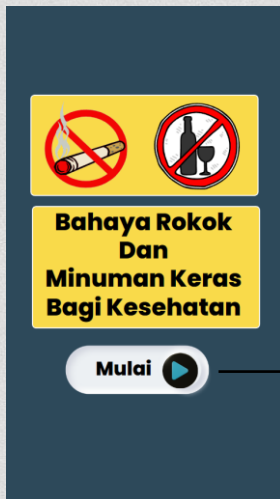 Bahaya Rokok
Dan
Minuman Keras
Bagi Kesehatan
Mulai